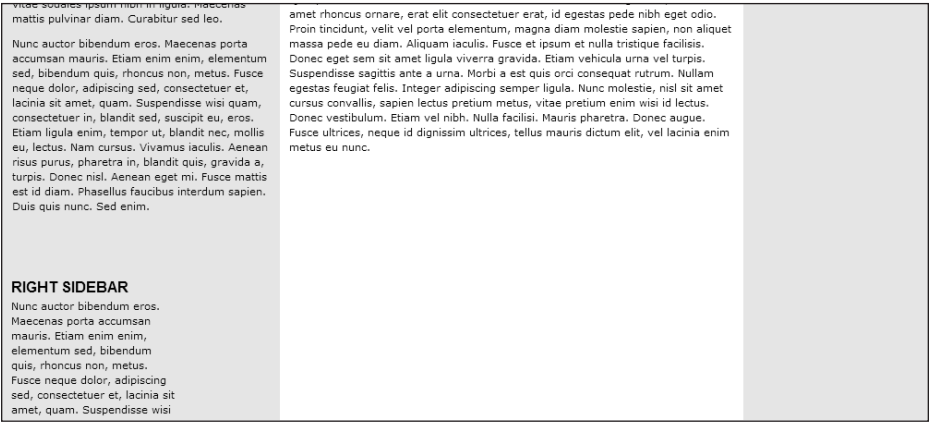 vitae sodales ipsum nibh in ligula. Maecenas
mattis pulvinar diam. Curabitur sed leo.
Nunc auctor bibendum eros. Maecenas porta
accumsan mauris. Etiam enim enim, elementum
sed, bibendum quis, rhoncus non, metus. Fusce
neque dolor, adipiscing sed, consectetuer et,
lacinia sit amet, quam. Suspendisse wisi quam,
consectetuer in, blandit sed, suscipit eu, eros.
Etiam ligula enim, tempor ut, blandit nec, mollis
eu, lectus. Nam cursus. Vivamus iaculis. Aenean
risus purus, pharetra in, blandit quis, gravida a,
turpis. Donec nisl. Aenean eget mi. Fusce mattis
est id diam. Phasellus faucibus interdum sapien.
Duis quis nunc. Sed enim.
RIGHT SIDEBAR
Nunc auctor bibendum eros.
Maecenas porta accumsan
mauris. Etiam enim enim,
elementum sed, bibendum
quis, rhoncus non, metus.
Fusce neque dolor, adipiscing
sed, consectetuer et, lacinia sit
amet, quam. Suspendisse wisi
amet rhoncus ornare, erat elit consectetuer erat, id egestas pede nibh eget odio.
Proin tincidunt, velit vel porta elementum, magna diam molestie sapien, non aliquet
massa pede eu diam. Aliquam iaculis. Fusce et ipsum et nulla tristique facilisis.
Donec eget sem sit amet ligula viverra gravida. Etiam vehicula urna vel turpis.
Suspendisse sagittis ante a urna. Morbi a est quis orci consequat rutrum. Nullam
egestas feugiat felis. Integer adipiscing semper ligula. Nunc molestie, nisl sit amet
cursus convallis, sapien lectus pretium metus, vitae pretium enim wisi id lectus.
Donec vestibulum. Etiam vel nibh. Nulla facilisi. Mauris pharetra. Donec augue.
Fusce ultrices, neque id dignissim ultrices, tellus mauris dictum elit, vel lacinia enim
metus eu nunc.